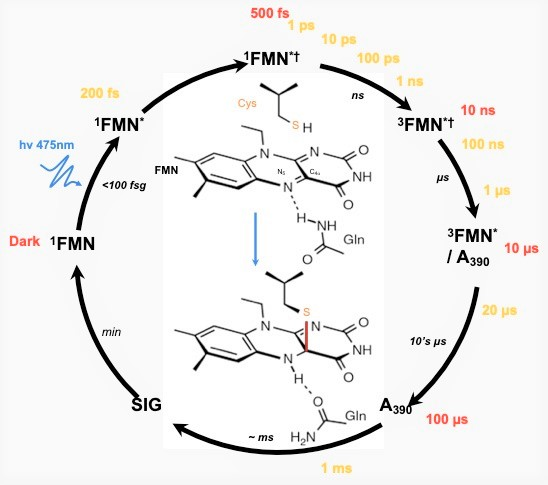 500 fs
1 ps
10 ps
100 ps
1 ns
¹FMN*†
ns
200 fs
¹FMN*
hν 475nm
<100 fsg
Cys
S H
N
N
O
NH
N₅
C₄ₐ
N
O
FMN
H
NH
O
Gln
³FMN*†
10 ns
100 ns
µs
1 µs
Dark
¹FMN
³FMN*
/ A₃₉₀
10 µs
20 µs
10's µs
S
N
N
O
NH
N
O
H
O
Gln
H₂N
min
SIG
A₃₉₀
100 µs
~ ms
1 ms